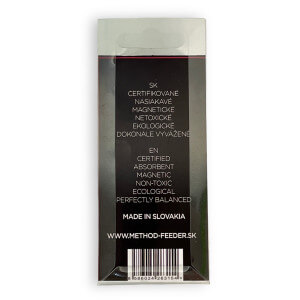 SK
CERTIFIKOVANÉ
NASIAKAVÉ
MAGNETICKÉ
NETOXICKÉ
EKOLOGICKÉ
DOKONALE VYVÁŽENÉ
EN
CERTIFIED
ABSORBENT
MAGNETIC
NON-TOXIC
ECOLOGICAL
PERFECTLY BALANCED
MADE IN SLOVAKIA
WWW.METHOD-FEEDER.SK